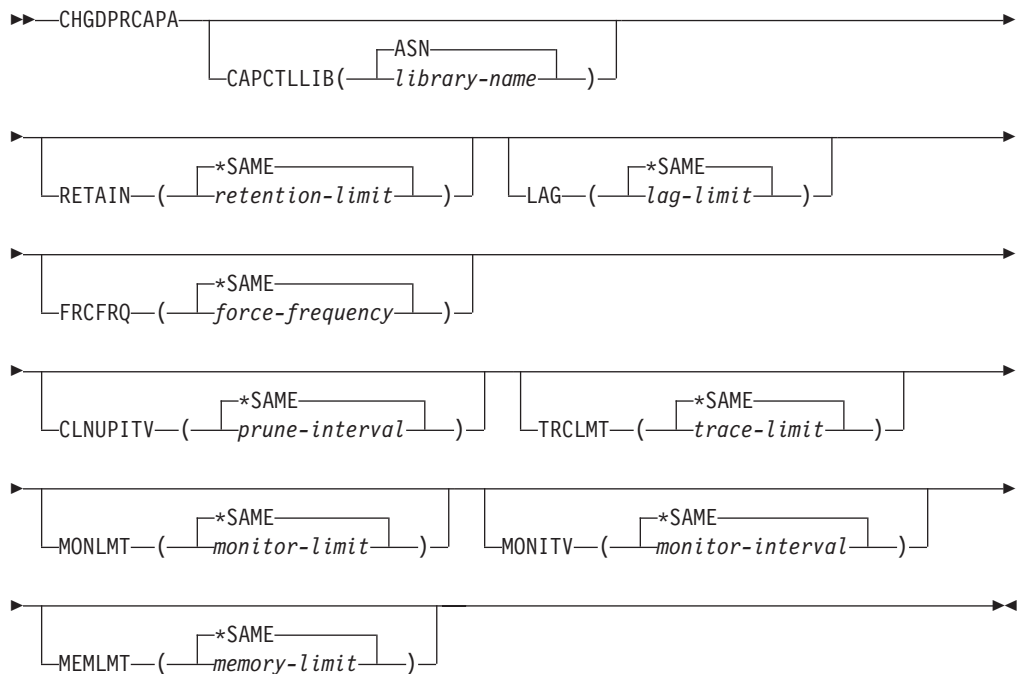 CHGDPRCAPA
ASN
CAPCTLLIB( library-name )
*SAME *SAME
RETAIN ( retention-limit ) LAG ( lag-limit )
*SAME
FRCFRQ ( force-frequency )
*SAME *SAME
CLNUPITV ( prune-interval ) TRCLMT ( trace-limit )
*SAME *SAME
MONLMT ( monitor-limit ) MONITV ( monitor-interval )
*SAME
MEMLMT ( memory-limit )